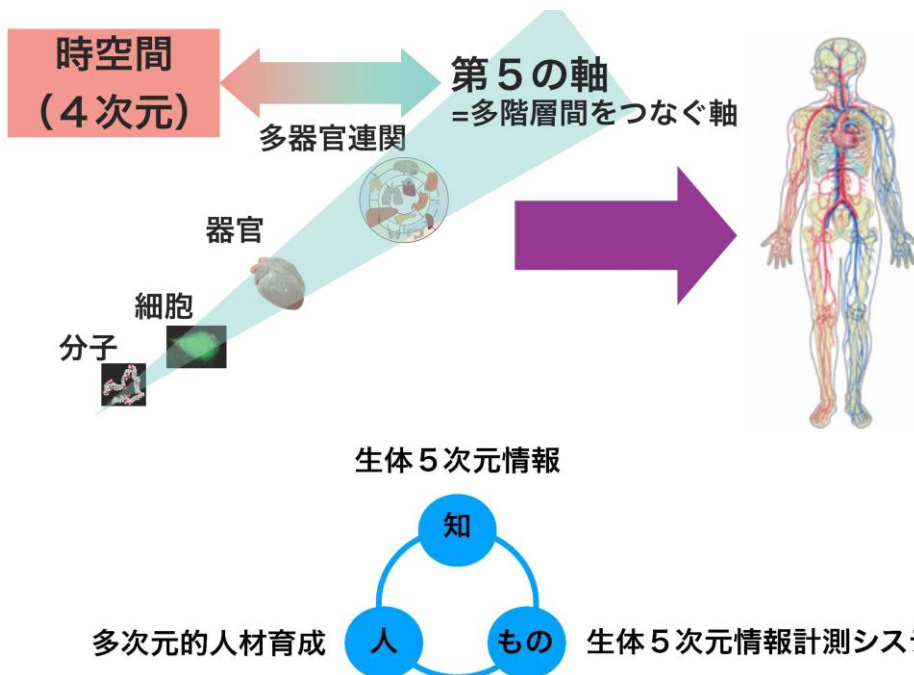 時空間
（４次元）
第５の軸
=多階層間をつなぐ軸
多器官連関
器官
細胞
分子
生体５次元情報
知
多次元的人材育成
人
もの
生体５次元情報計測シス